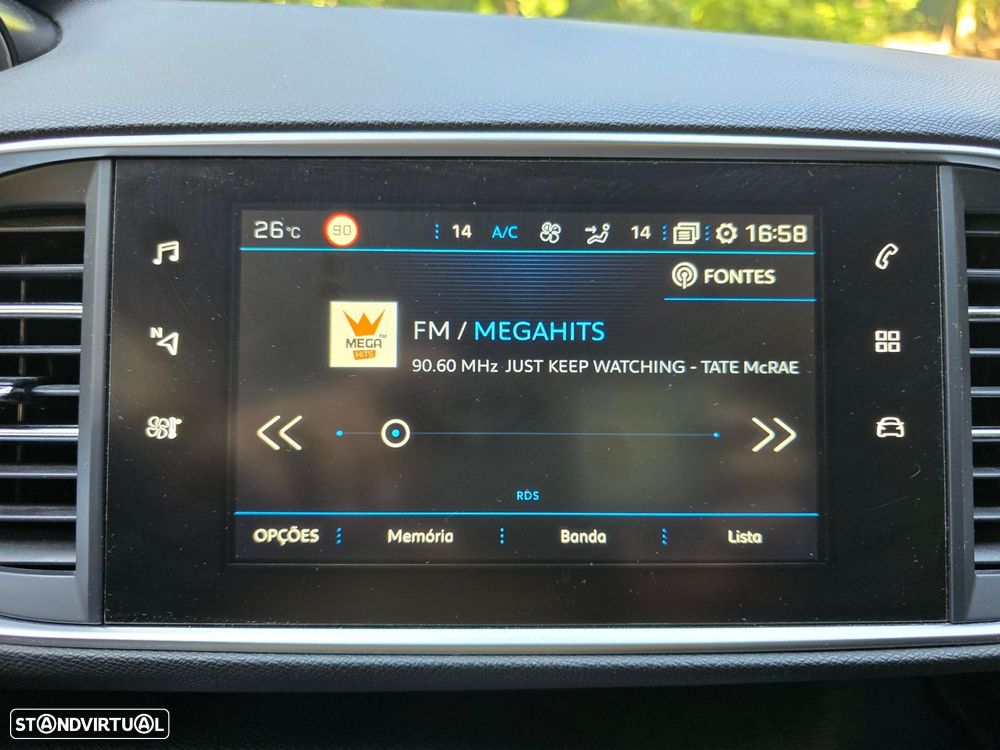 26°C 90 14 A/C 14 16:58
FONTES
MEGA™
HITS
FM / MEGAHITS
90.60 MHz JUST KEEP WATCHING - TATE McRAE
N
RDS
OPÇÕES Memória Banda Lista
STANDVIRTUAL